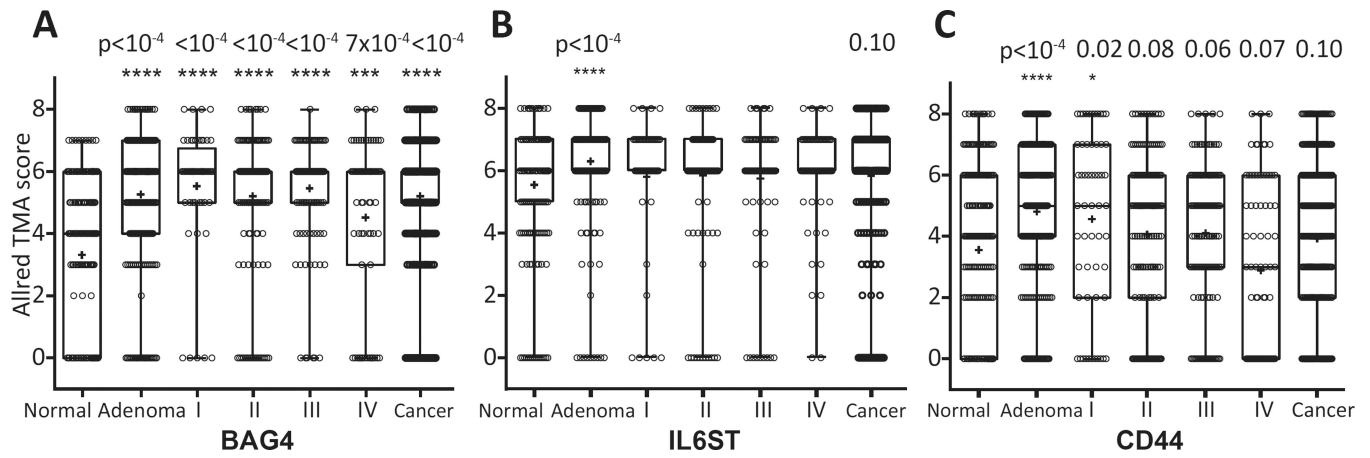 A
p<10⁻⁴ <10⁻⁴ <10⁻⁴ <10⁻⁴ 7x10⁻⁴ <10⁻⁴
**** **** **** **** *** ****
Allred TMA score
8
6
4
2
0
Normal Adenoma I II III IV Cancer
BAG4
B
p<10⁻⁴ 0.10
****
8
6
4
2
0
Normal Adenoma I II III IV Cancer
IL6ST
C
p<10⁻⁴ 0.02 0.08 0.06 0.07 0.10
**** *
8
6
4
2
0
Normal Adenoma I II III IV Cancer
CD44